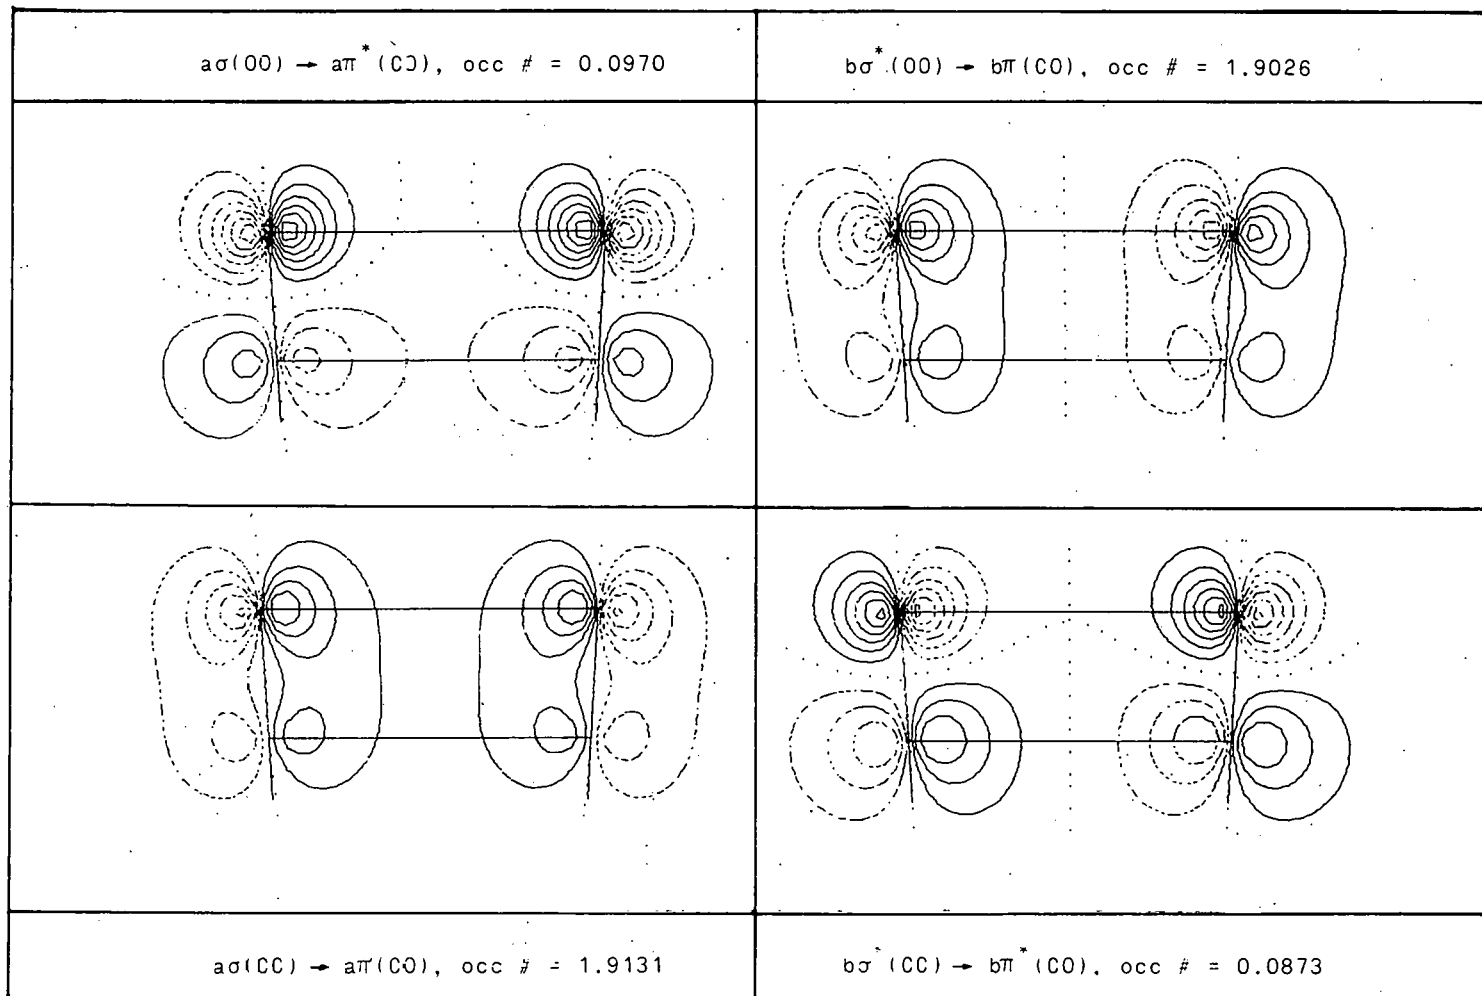 aσ(OO) → aπ*(CO), occ # = 0.0970
bσ*(OO) → bπ(CO), occ # = 1.9026
aσ(CC) → aπ(CO), occ # = 1.9131
bσ*(CC) → bπ*(CO), occ # = 0.0873